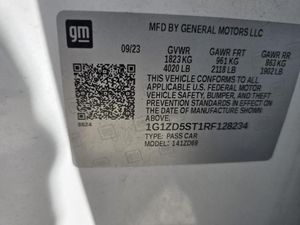 MFD BY GENERAL MOTORS LLC
gm
09/23 GVWR GAWR FRT GAWR RR
1823 KG 961 KG 863 KG
4020 LB 2118 LB 1902 LB
THIS VEHICLE CONFORMS TO ALL
APPLICABLE U.S. FEDERAL MOTOR
VEHICLE SAFETY, BUMPER, AND THEFT
PREVENTION STANDARDS IN EFFECT
ON THE DATE OF MANUFACTURE
SHOWN ABOVE.
8624
1G1ZD5ST1RF128234
TYPE: PASS CAR
MODEL: 141ZD69